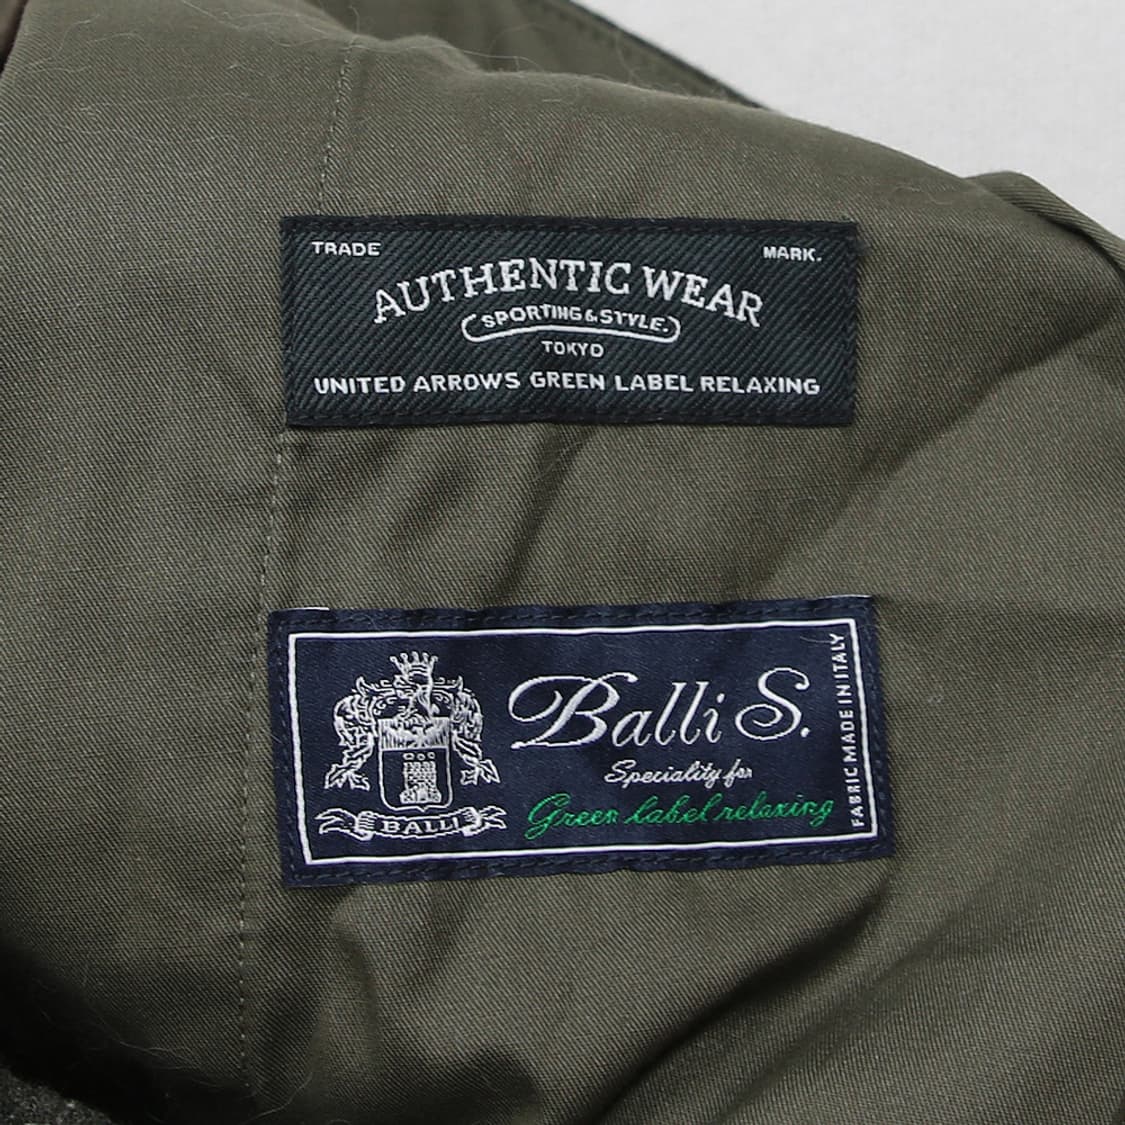 TRADE MARK.
AUTHENTIC WEAR
SPORTING & STYLE.
TOKYO
UNITED ARROWS GREEN LABEL RELAXING
Balli S.
Speciality for
Green label relaxing
BALLI
FABRIC MADE IN ITALY